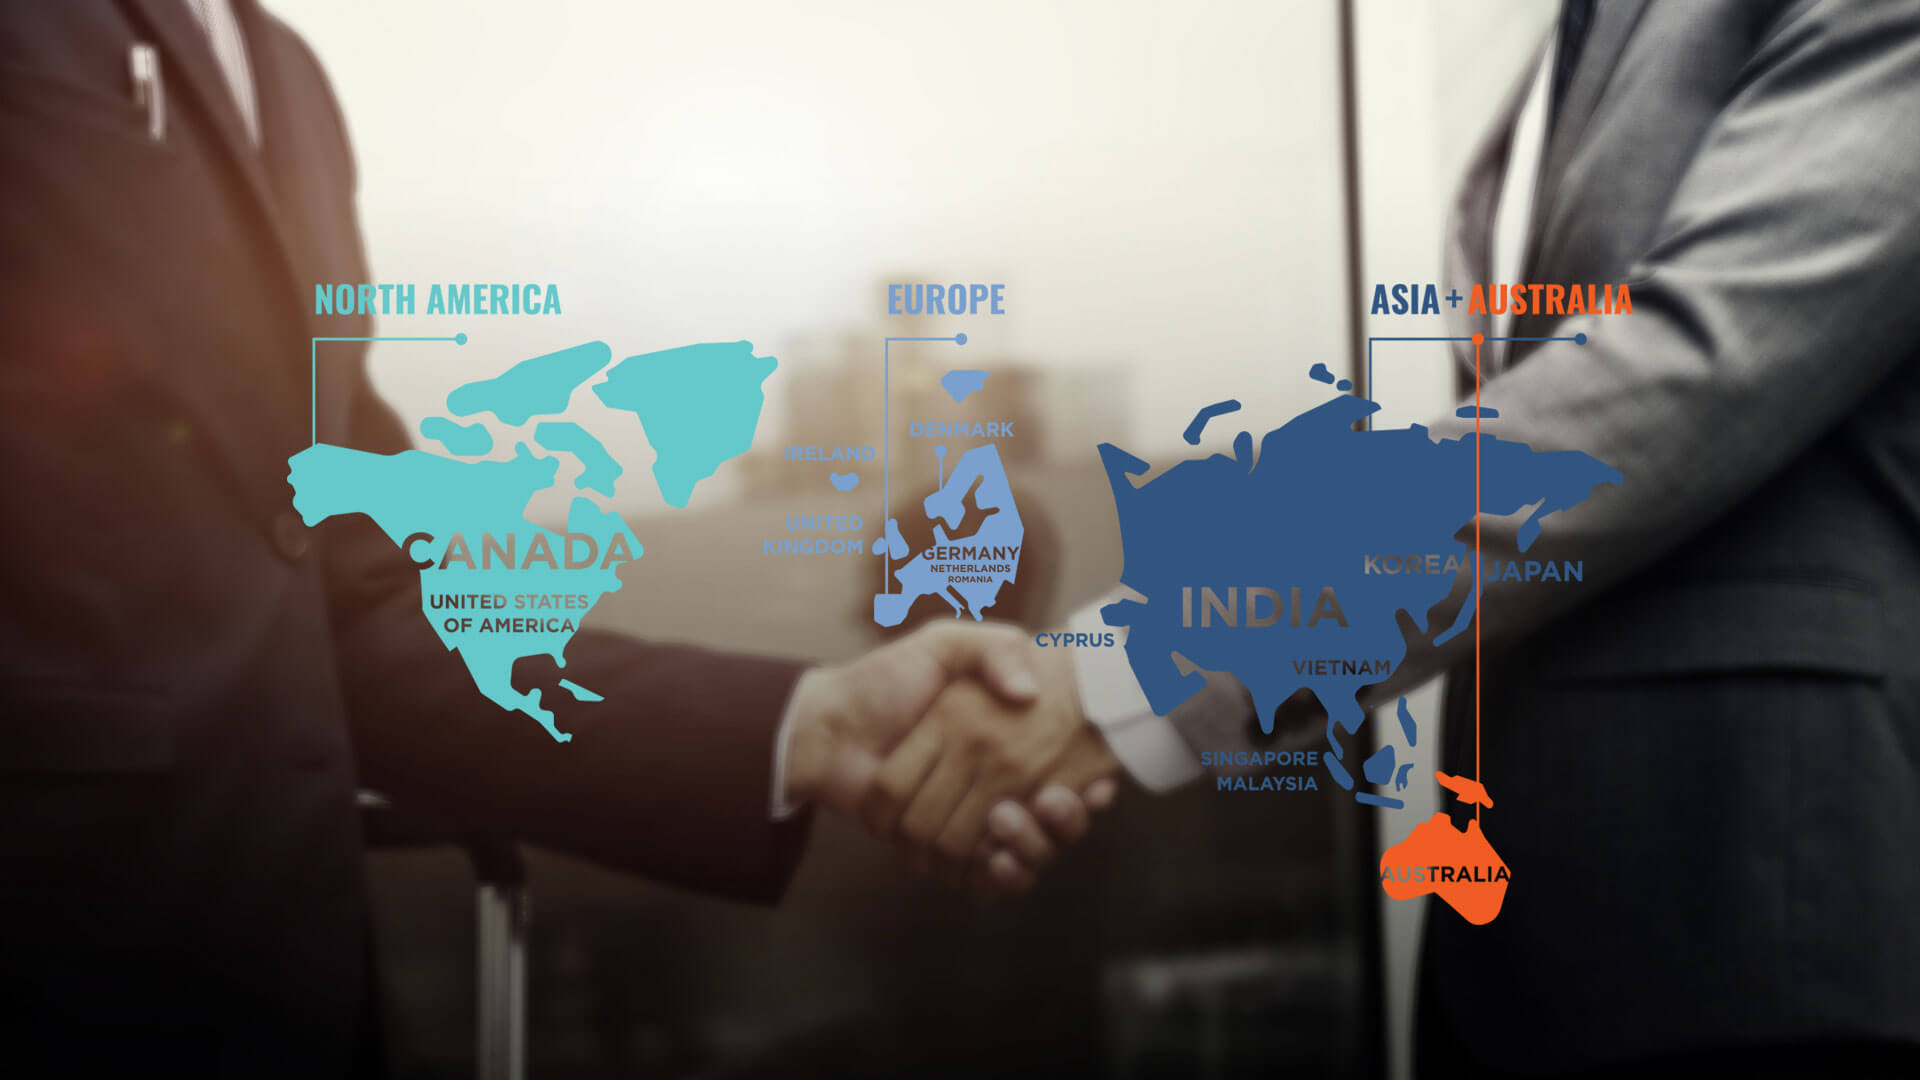 NORTH AMERICA
CANADA
UNITED STATES
OF AMERICA
EUROPE
DENMARK
IRELAND
UNITED
KINGDOM
GERMANY
NETHERLANDS
ROMANIA
ASIA + AUSTRALIA
KOREA
JAPAN
INDIA
CYPRUS
VIETNAM
SINGAPORE
MALAYSIA
AUSTRALIA